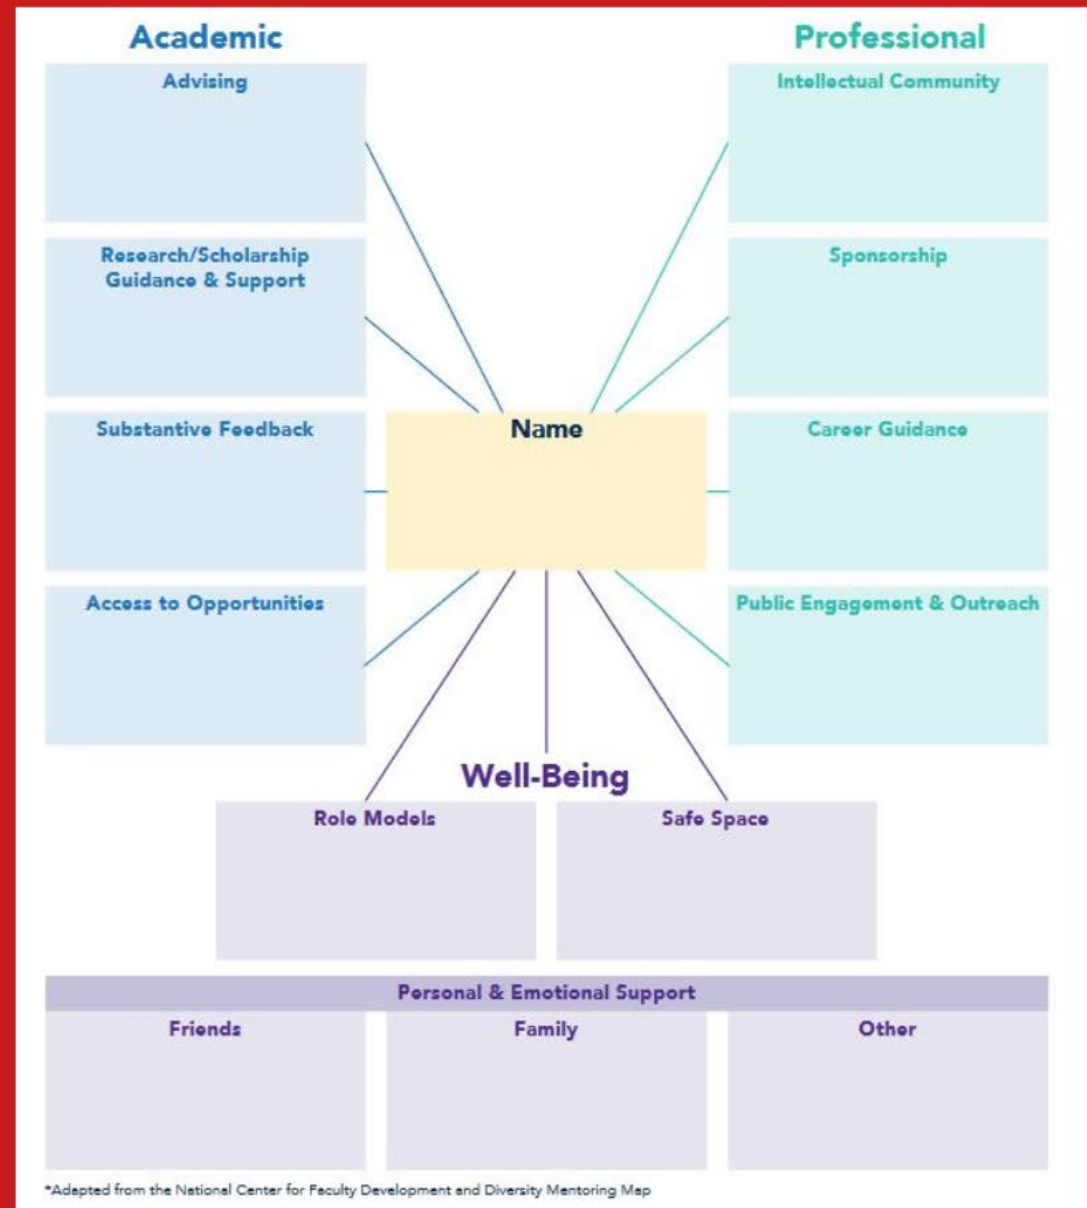 Academic
Professional
Advising
Intellectual Community
Research/Scholarship
Guidance & Support
Sponsorship
Substantive Feedback
Name
Career Guidance
Access to Opportunities
Public Engagement & Outreach
Well-Being
Role Models
Safe Space
Personal & Emotional Support
Friends
Family
Other
*Adapted from the National Center for Faculty Development and Diversity Mentoring Map